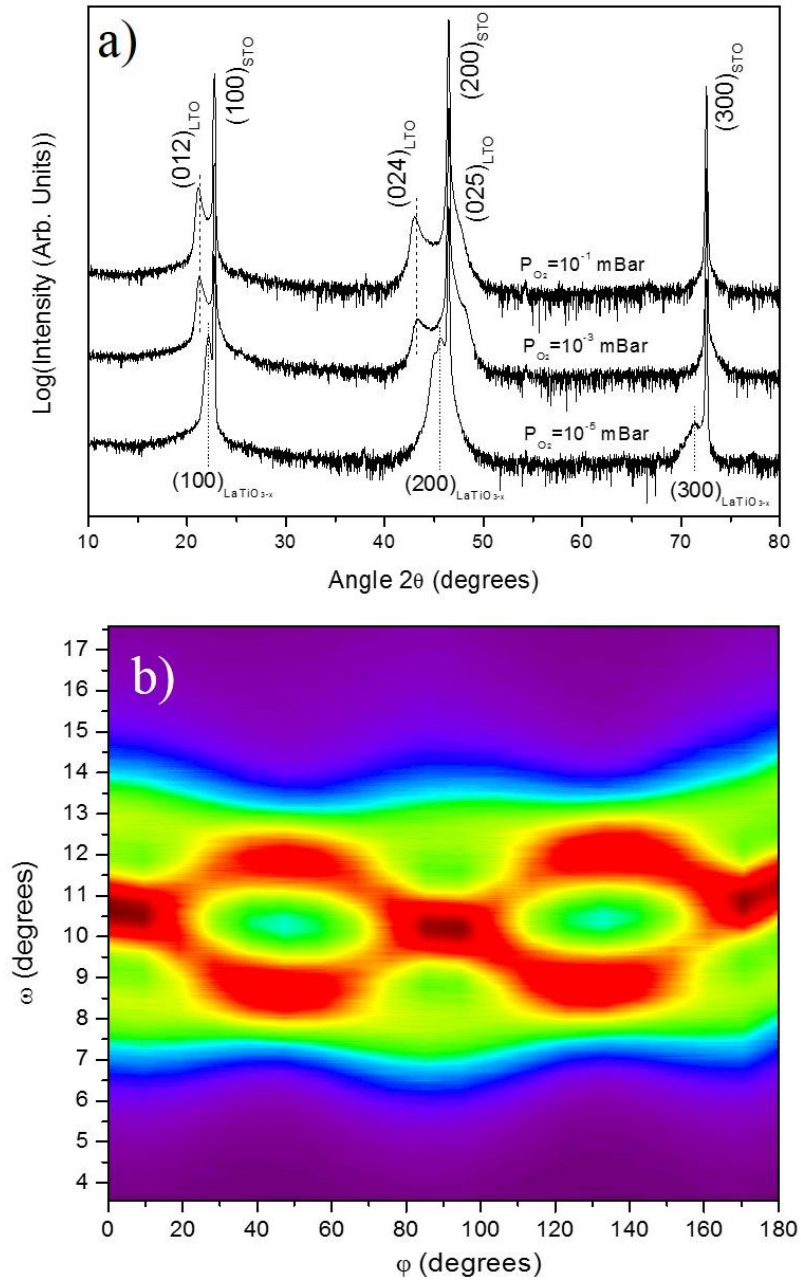 a)
(012)LTO
(100)STO
(024)LTO
(200)STO
(025)LTO
(300)STO
P O2=10-1 mBar
P O2=10-3 mBar
P O2=10-5 mBar
(100)LaTiO3-x
(200)LaTiO3-x
(300)LaTiO3-x
Log(Intensity (Arb. Units))
10 20 30 40 50 60 70 80
Angle 2θ (degrees)
b)
17
16
15
14
13
12
11
10
9
8
7
6
5
4
ω (degrees)
0 20 40 60 80 100 120 140 160 180
φ (degrees)